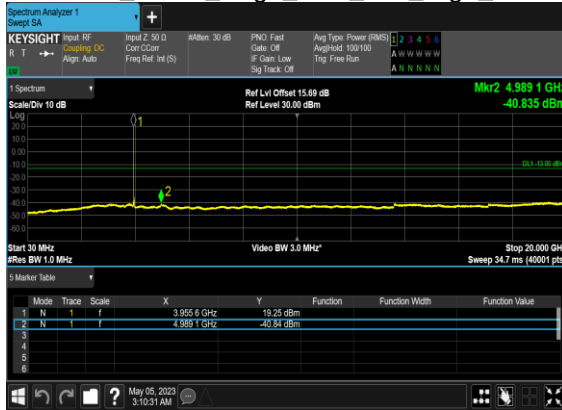 Spectrum Analyzer 1
Swept SA
+
KEYSIGHT Input: RF Input Z: 50 Ω #Atten: 30 dB PNO: Fast Avg Type: Power (RMS) 1 2 3 4 5 6
R T Coupling: DC Corr CCorr Gate: Off Avg|Hold: 100/100 A W W W W W
Align: Auto Freq Ref: Int (S) IF Gain: Low Trig: Free Run
LXI Sig Track: Off A N N N N N
1 Spectrum Ref Lvl Offset 15.69 dB Mkr2 4.989 1 GHz
Scale/Div 10 dB Ref Level 30.00 dBm -40.835 dBm
Log
20.0
10.0
0.00
-10.0
-20.0
-30.0
-40.0
-50.0
-60.0
1
2
DL1 -13.00 dBm
Start 30 MHz Video BW 3.0 MHz* Stop 20.000 GHz
#Res BW 1.0 MHz Sweep 34.7 ms (40001 pts)
5 Marker Table
Mode Trace Scale X Y Function Function Width Function Value
1 N 1 f 3.955 6 GHz 19.25 dBm
2 N 1 f 4.989 1 GHz -40.84 dBm
3
4
5
6
? May 05, 2023
3:10:31 AM